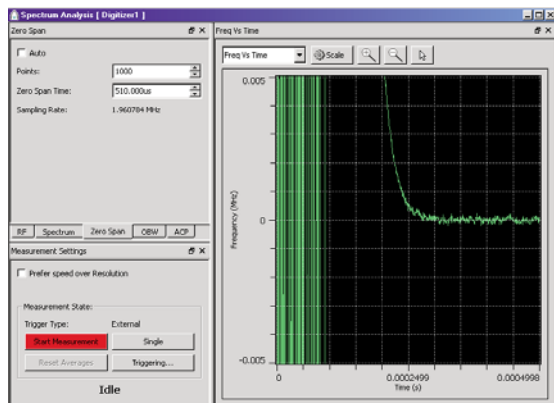 Spectrum Analysis [ Digitizer1 ]
Zero Span
Auto
Points: 1000
Zero Span Time: 510.000us
Sampling Rate: 1.960784 MHz
RF Spectrum Zero Span OBW ACP
Measurement Settings
Prefer speed over Resolution
Measurement State:
Trigger Type: External
Start Measurement Single
Reset Averages Triggering...
Idle
Freq Vs Time
Freq Vs Time Scale
0.005
Frequency (MHz)
0
-0.005
0 0.0002499 0.0004998
Time (s)